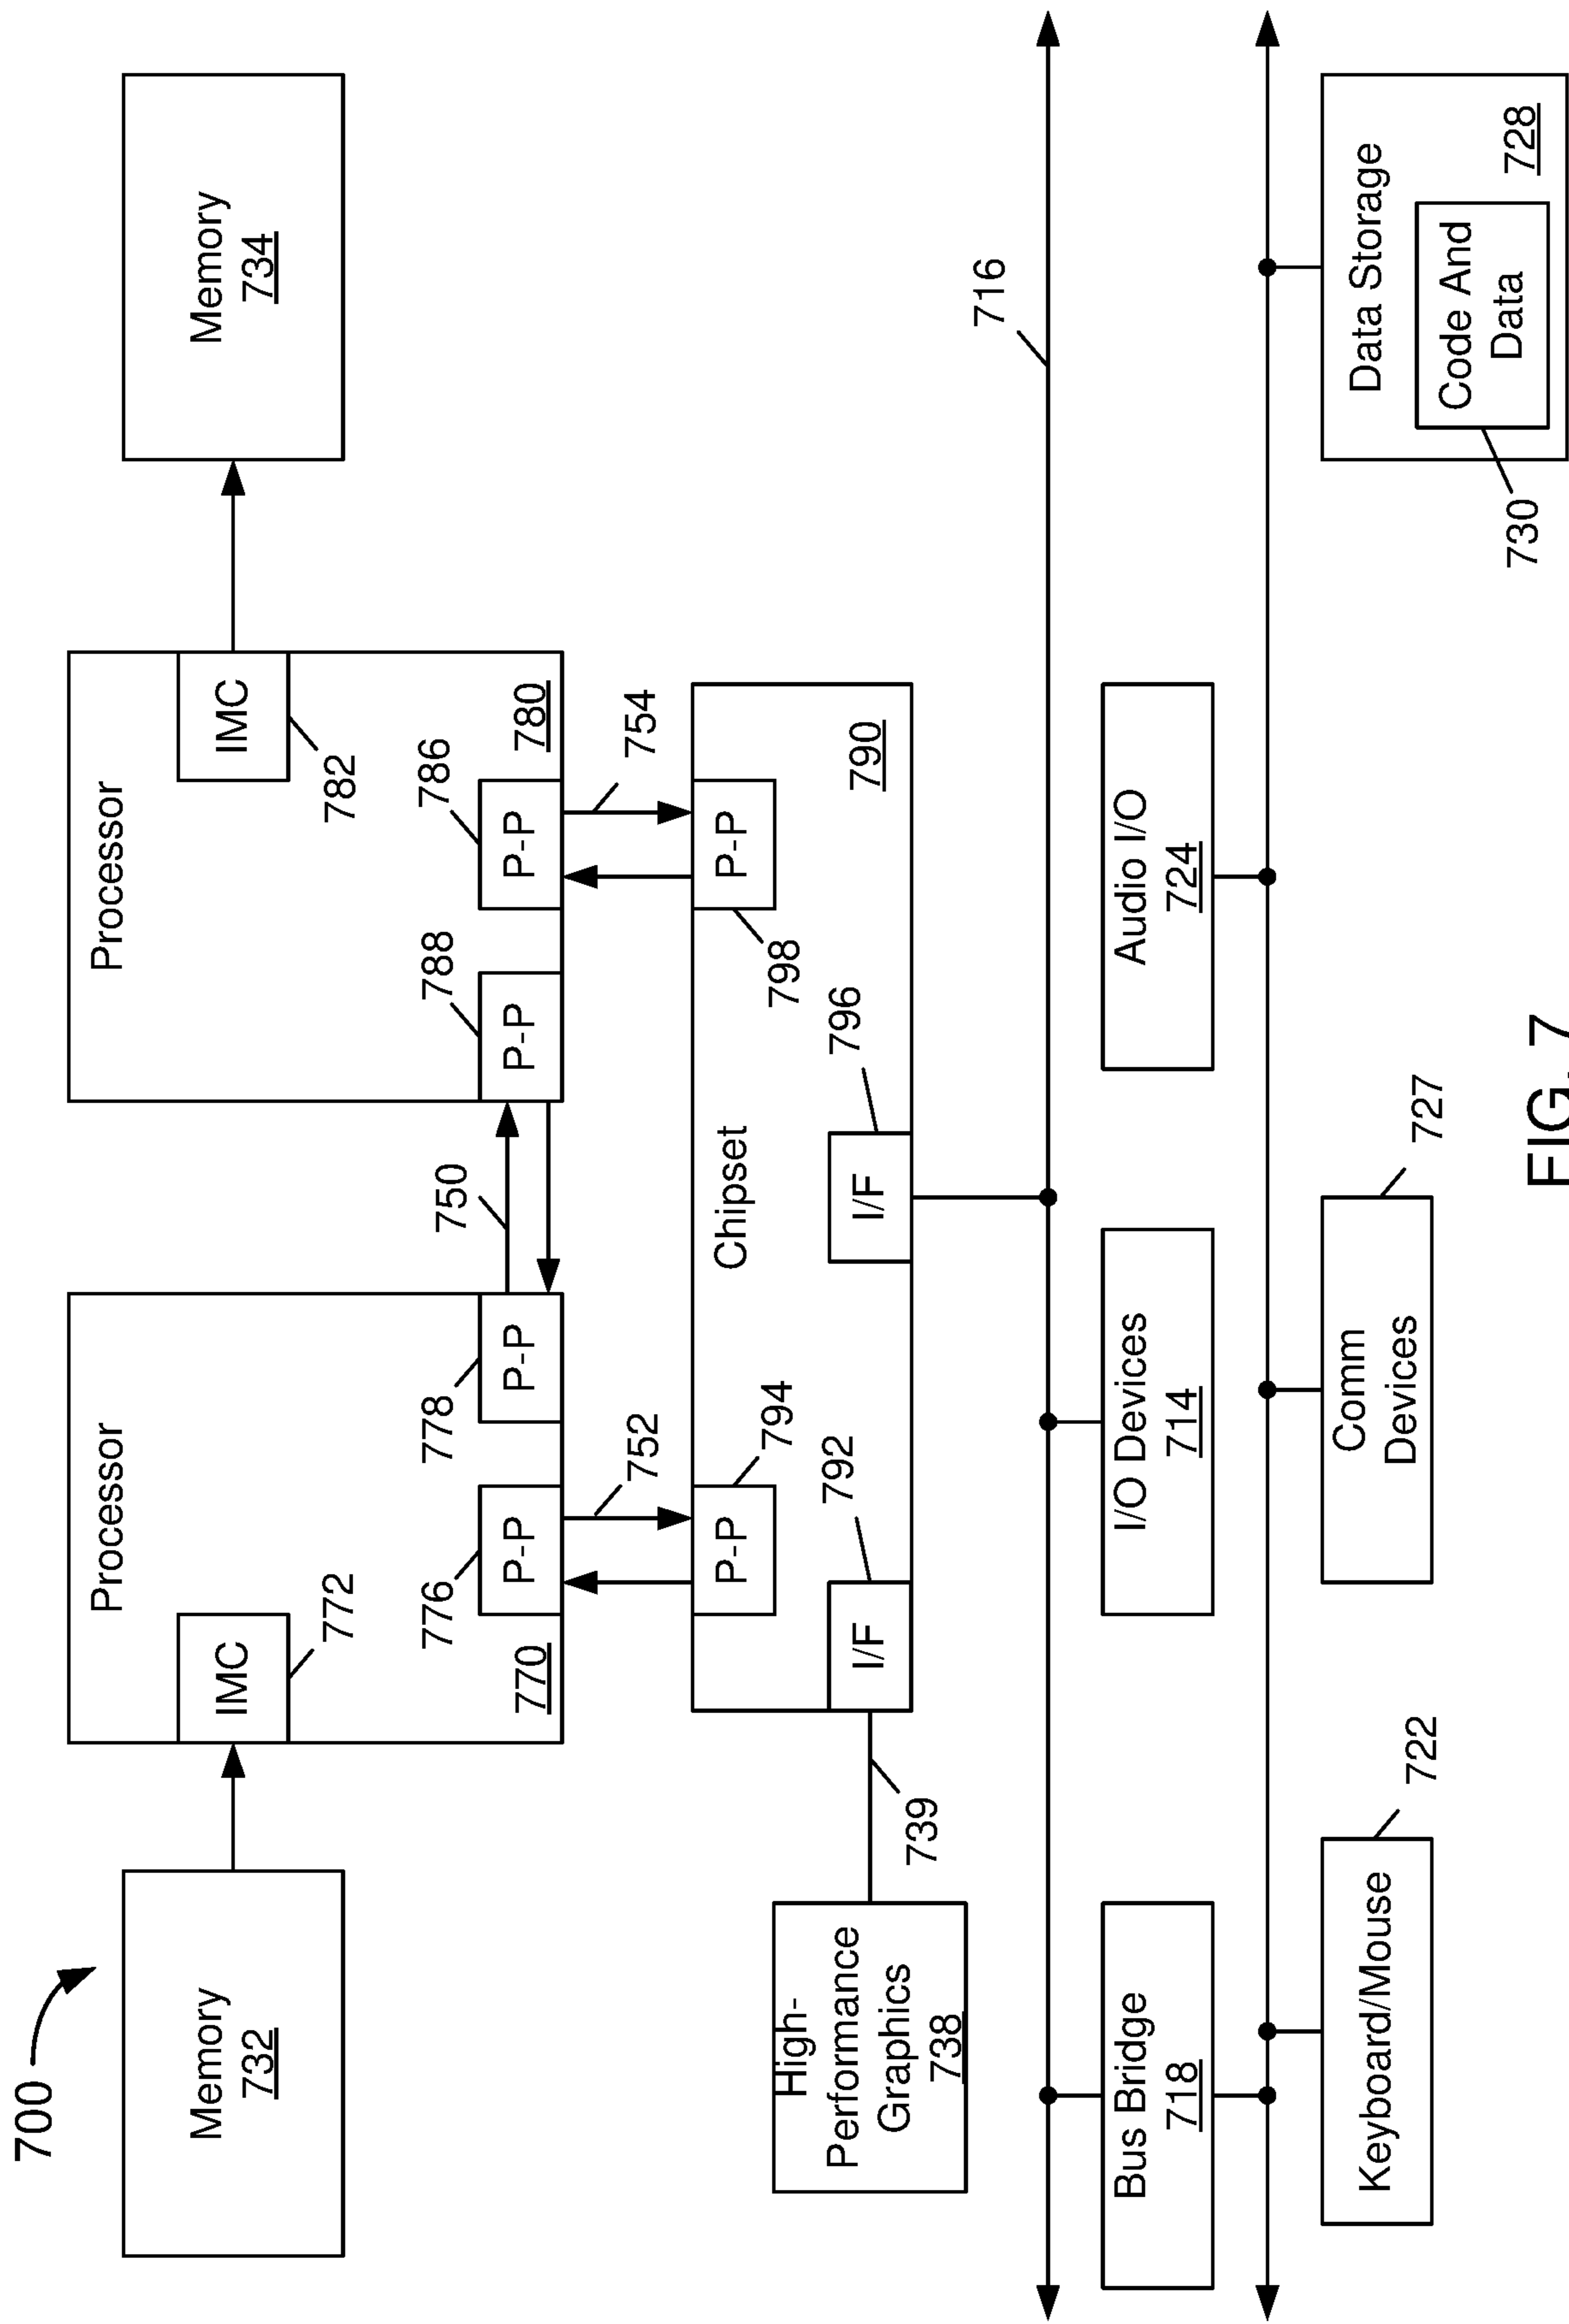 700
Memory
732
Processor
IMC
772
770
776
P-P
778
P-P
750
Processor
IMC
782
780
788
P-P
786
P-P
Memory
734
752
754
Chipset
790
P-P
794
P-P
798
I/F
792
I/F
796
High-
Performance
Graphics
738
739
716
Bus Bridge
718
I/O Devices
714
Audio I/O
724
Keyboard/Mouse
722
Comm
Devices
727
Data Storage
728
Code And
Data
730
FIG. 7